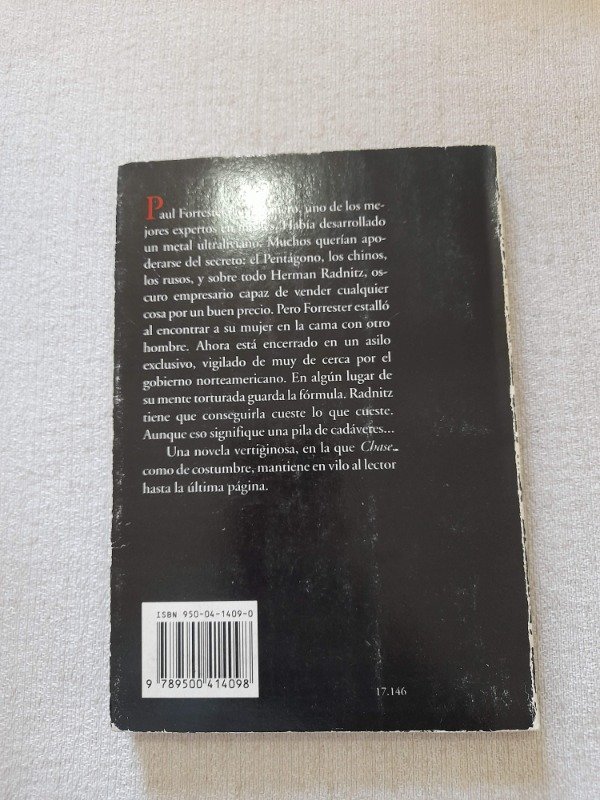 Paul Forrester, uno de los me-
jores expertos en Había desarrollado
un metal ultraliviano. Muchos querían apo-
derarse del secreto: el Pentágono, los chinos,
los rusos, y sobre todo Herman Radnitz, os-
curo empresario capaz de vender cualquier
cosa por un buen precio. Pero Forrester estalló
al encontrar a su mujer en la cama con otro
hombre. Ahora está encerrado en un asilo
exclusivo, vigilado de muy de cerca por el
gobierno norteamericano. En algún lugar de
su mente torturada guarda la fórmula. Radnitz
tiene que conseguirla cueste lo que cueste.
Aunque eso signifique una pila de cadáveres...
Una novela vertiginosa, en la que Chase,
como de costumbre, mantiene en vilo al lector
hasta la última página.
ISBN 950-04-1409-0
9 789500 414098
17.146